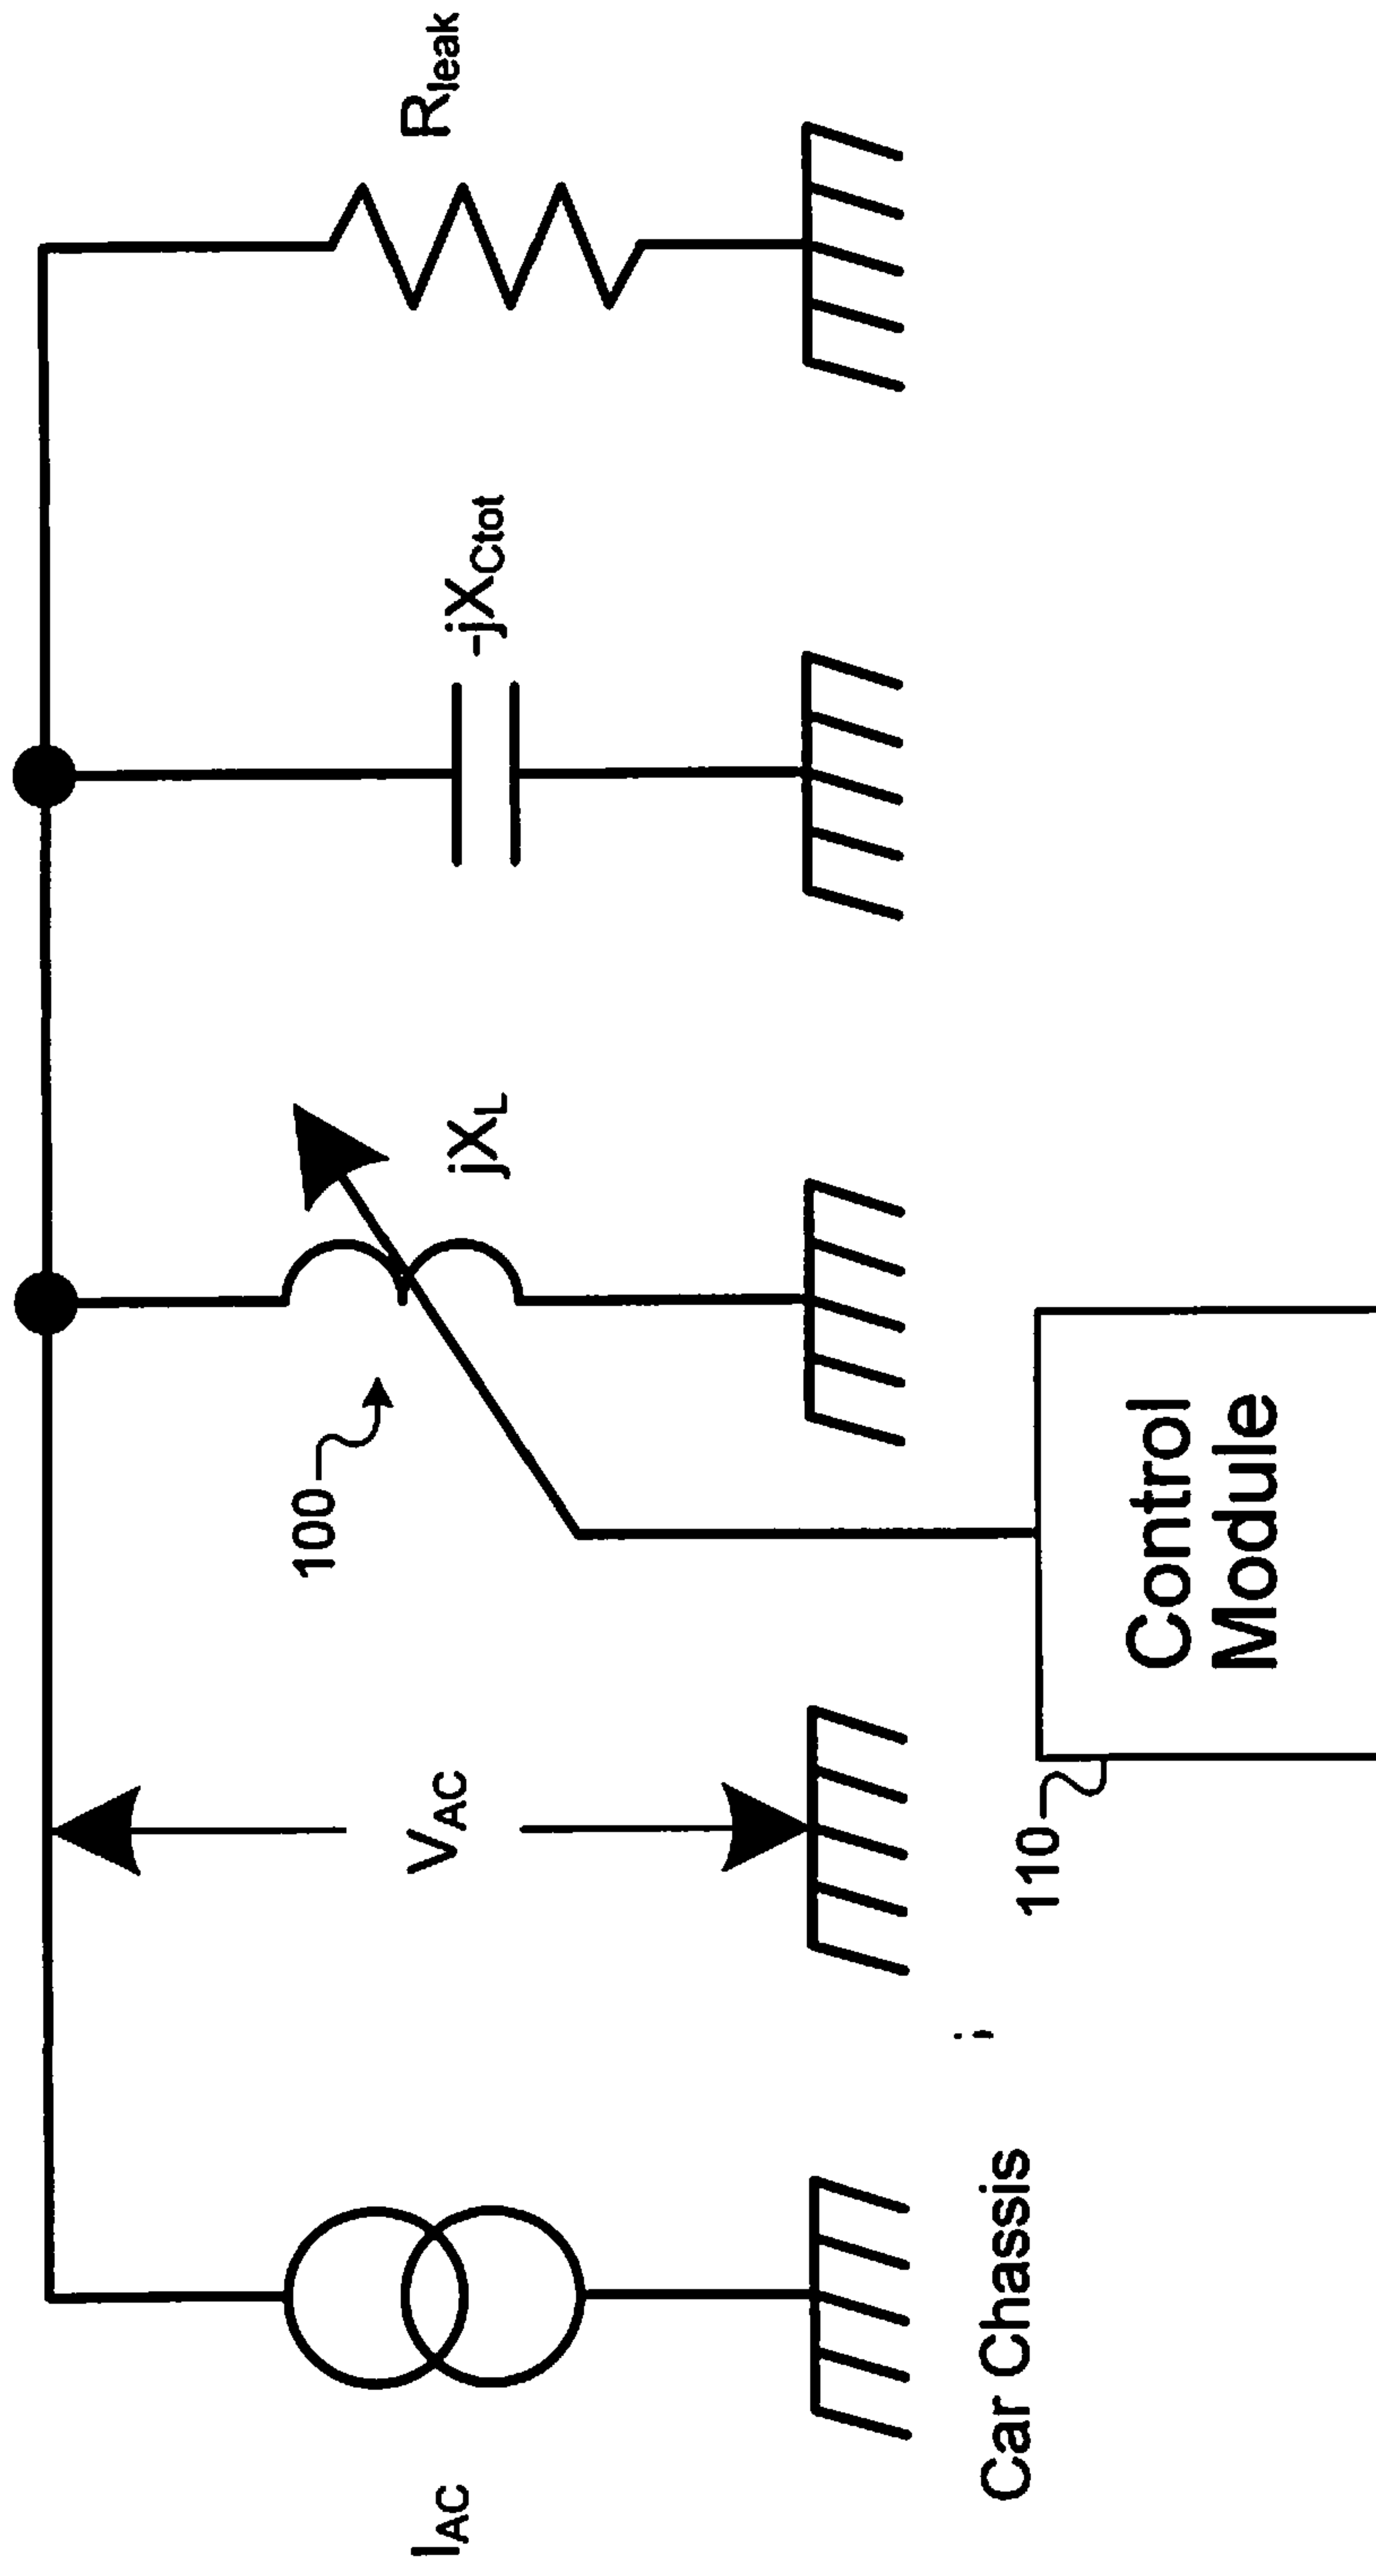 I_AC
V_AC
100
jX_L
-jX_Ctot
R_leak
Car Chassis
110
Control
Module